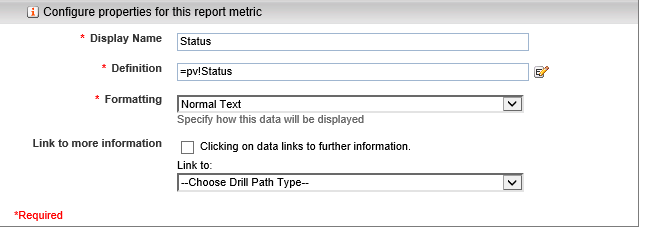 Configure properties for this report metric
* Display Name Status
* Definition =pv!Status
* Formatting Normal Text
Specify how this data will be displayed
Link to more information Clicking on data links to further information.
Link to:
--Choose Drill Path Type--
*Required